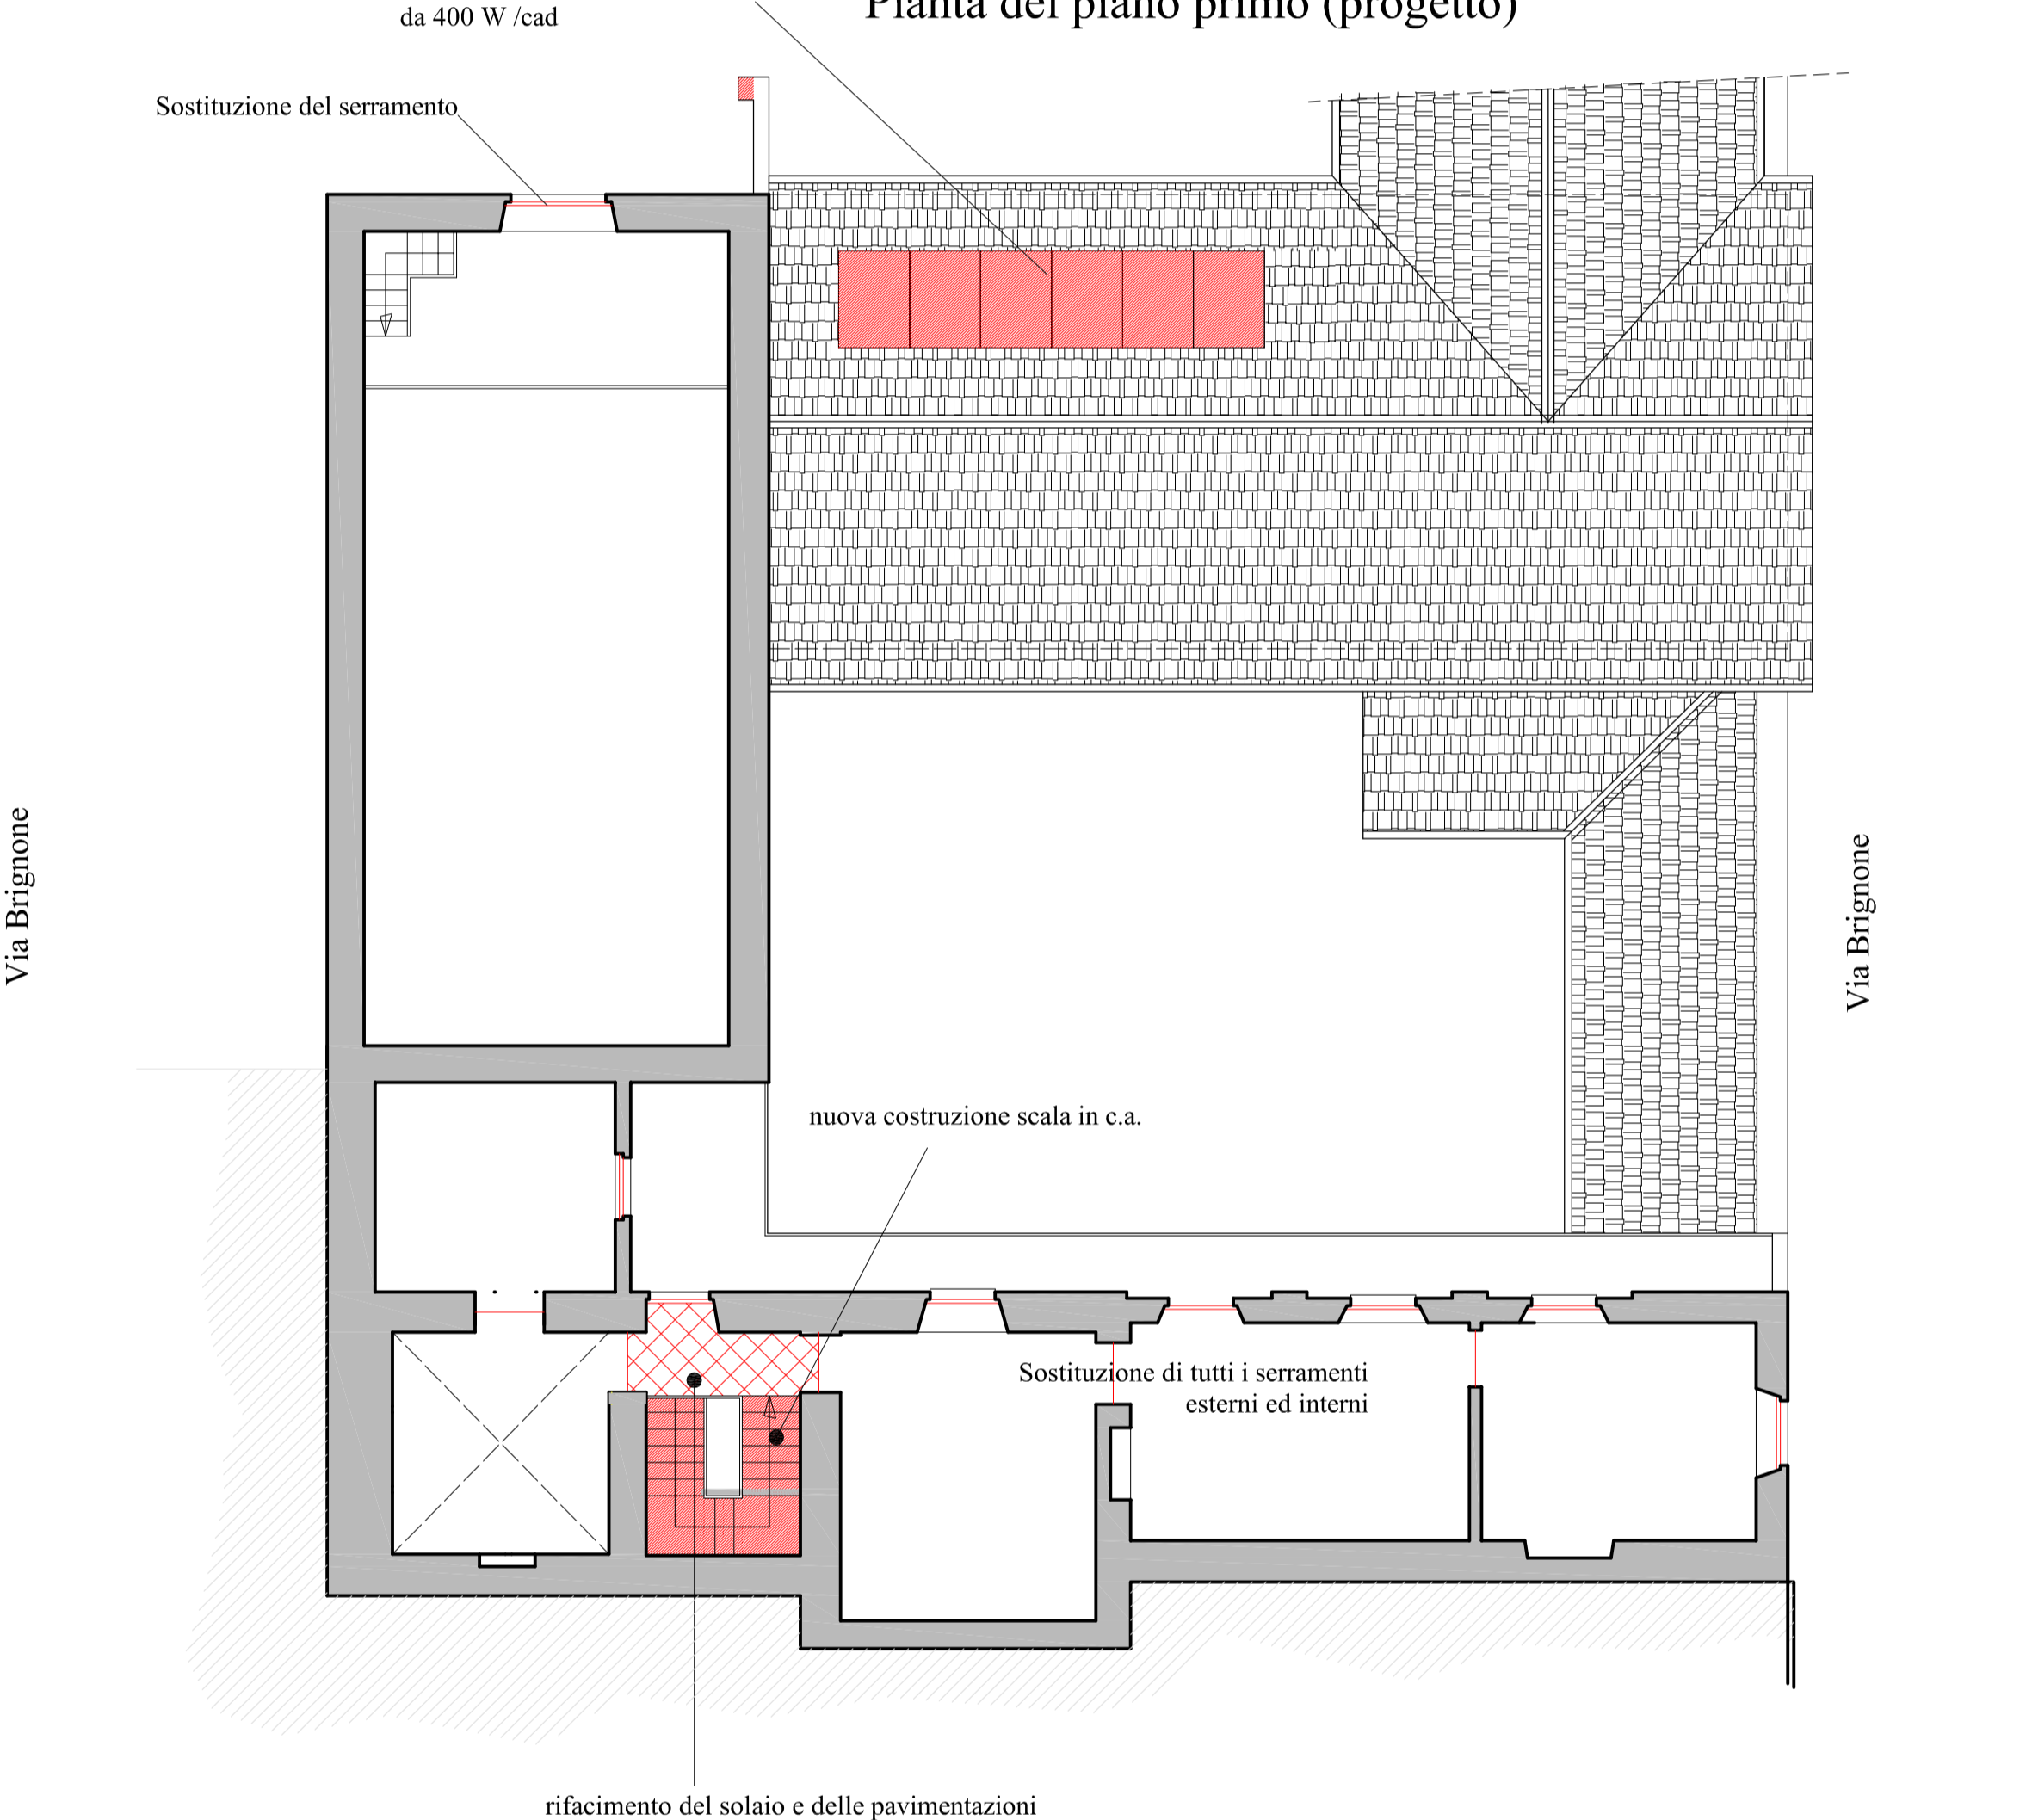 Pianta del piano primo (progetto)
da 400 W /cad
Sostituzione del serramento
Via Brignone
Via Brignone
nuova costruzione scala in c.a.
Sostituzione di tutti i serramenti
esterni ed interni
rifacimento del solaio e delle pavimentazioni